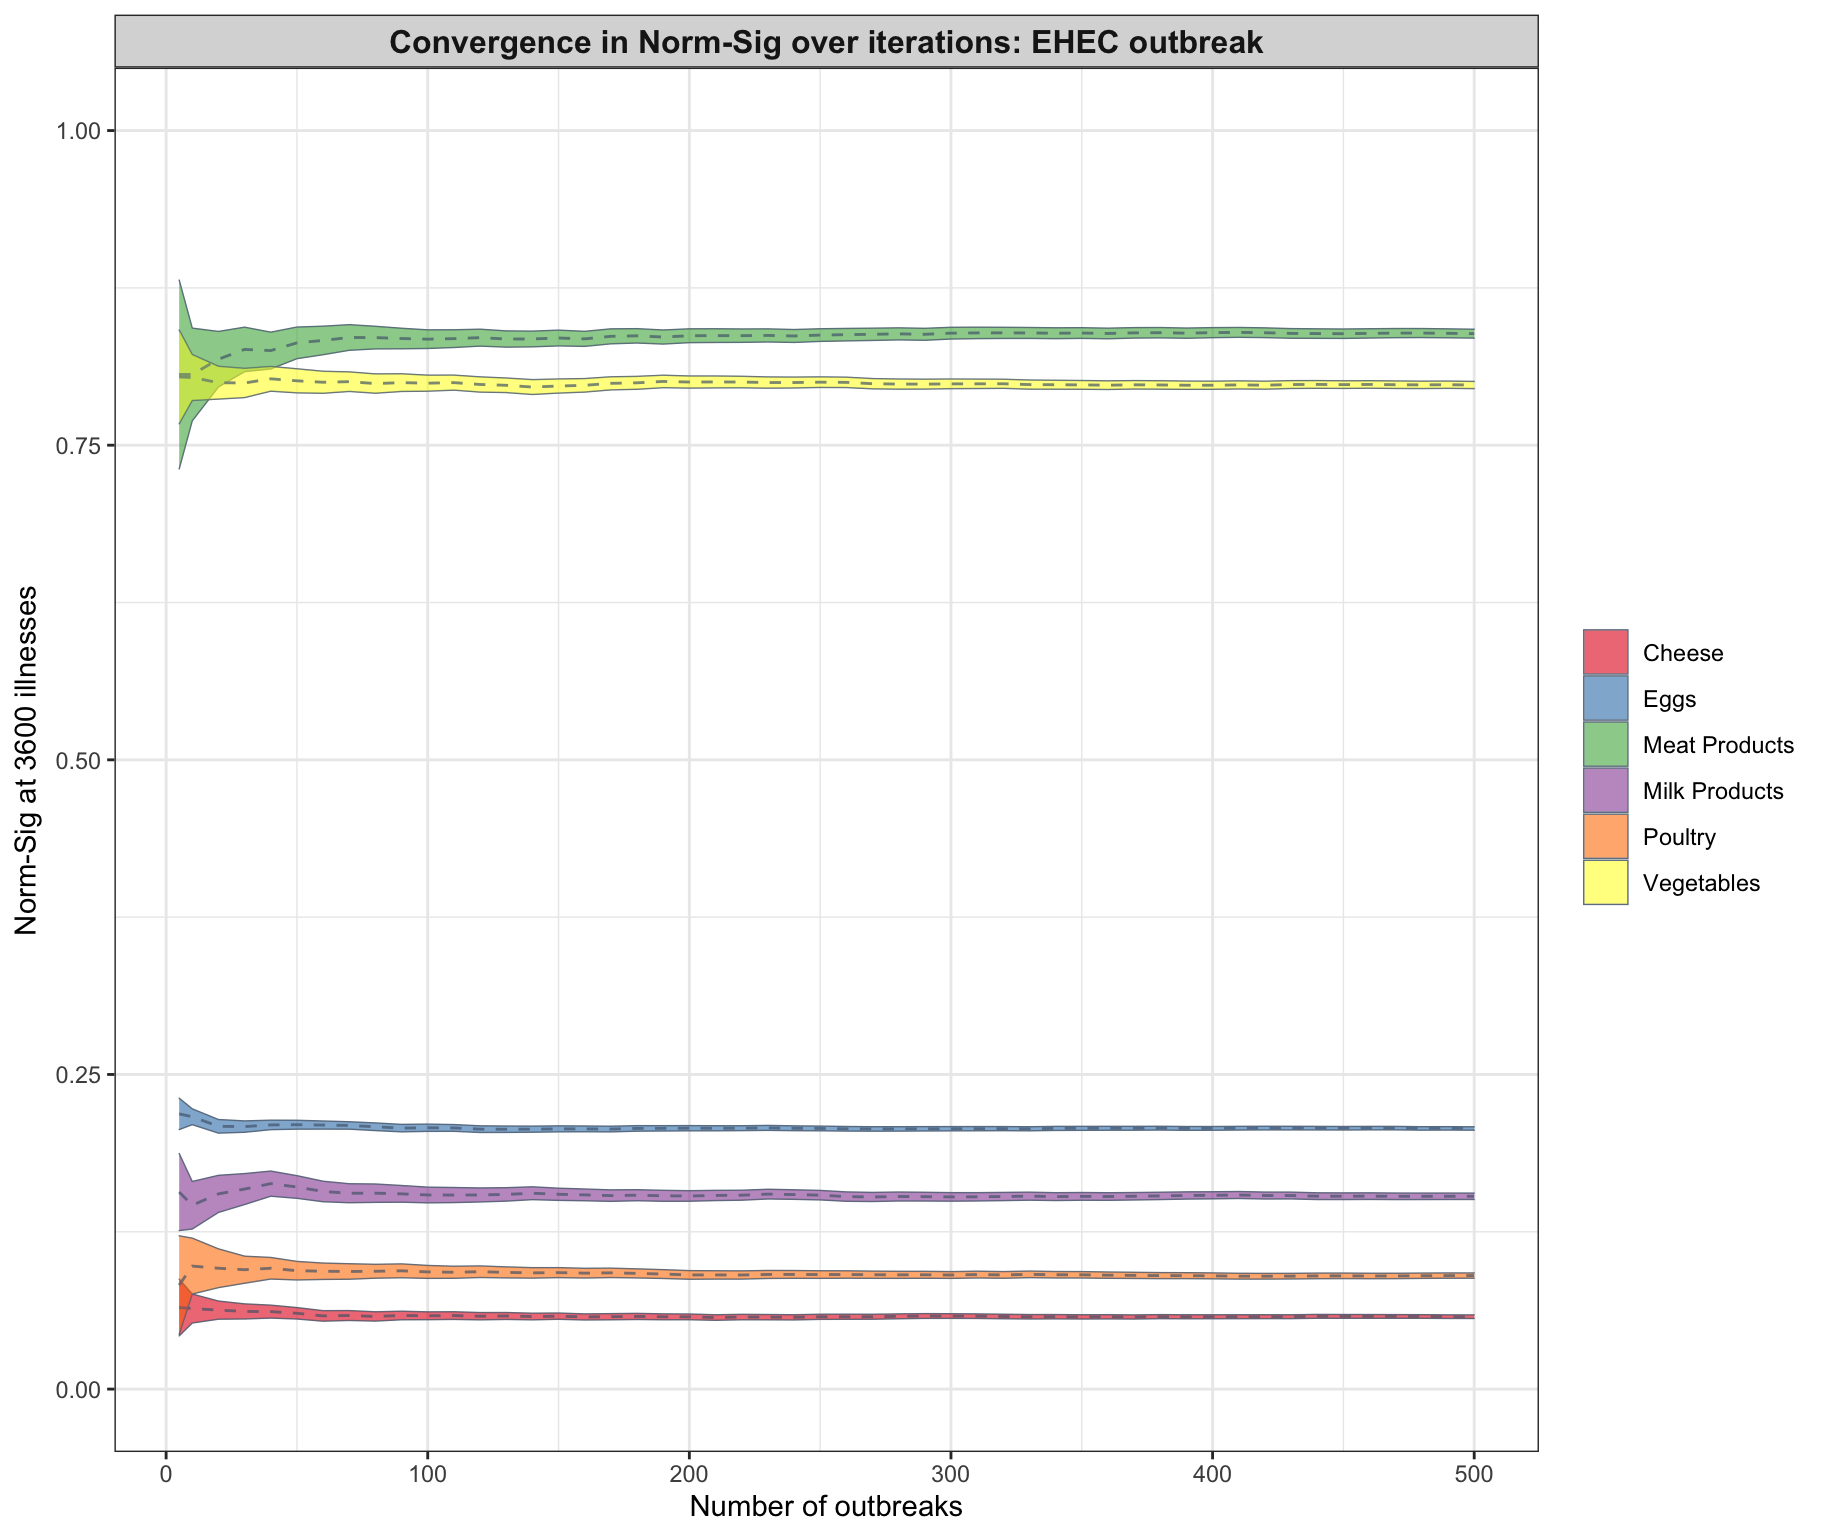 Convergence in Norm-Sig over iterations: EHEC outbreak
1.00
0.75
0.50
0.25
0.00
Norm-Sig at 3600 illnesses
0 100 200 300 400 500
Number of outbreaks
Cheese
Eggs
Meat Products
Milk Products
Poultry
Vegetables